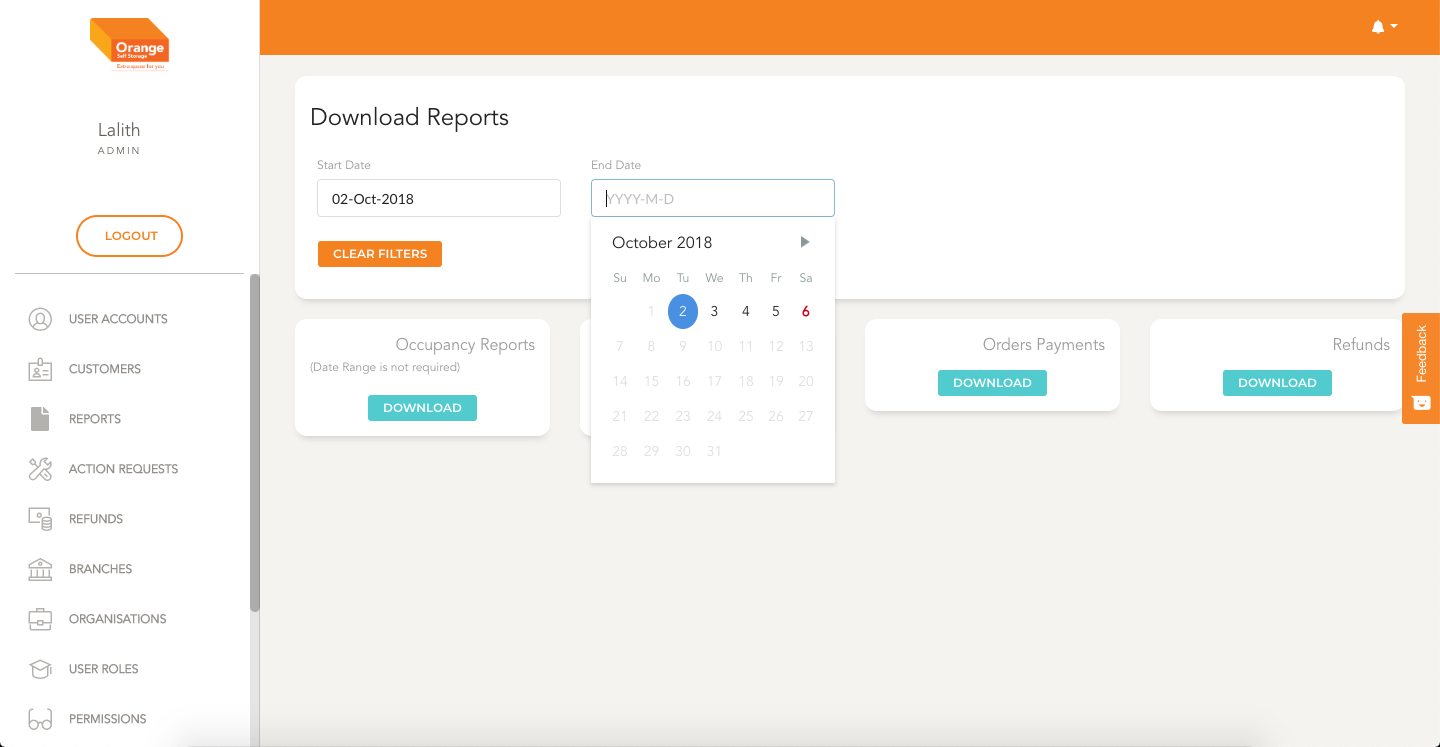 Orange
Self Storage
Extra space for you
Lalith
ADMIN
LOGOUT
USER ACCOUNTS
CUSTOMERS
REPORTS
ACTION REQUESTS
REFUNDS
BRANCHES
ORGANISATIONS
USER ROLES
PERMISSIONS
Download Reports
Start Date
End Date
02-Oct-2018
YYYY-M-D
CLEAR FILTERS
October 2018
Su Mo Tu We Th Fr Sa
1 2 3 4 5 6
7 8 9 10 11 12 13
14 15 16 17 18 19 20
21 22 23 24 25 26 27
28 29 30 31
Occupancy Reports
(Date Range is not required)
DOWNLOAD
Orders Payments
DOWNLOAD
Refunds
DOWNLOAD
Feedback